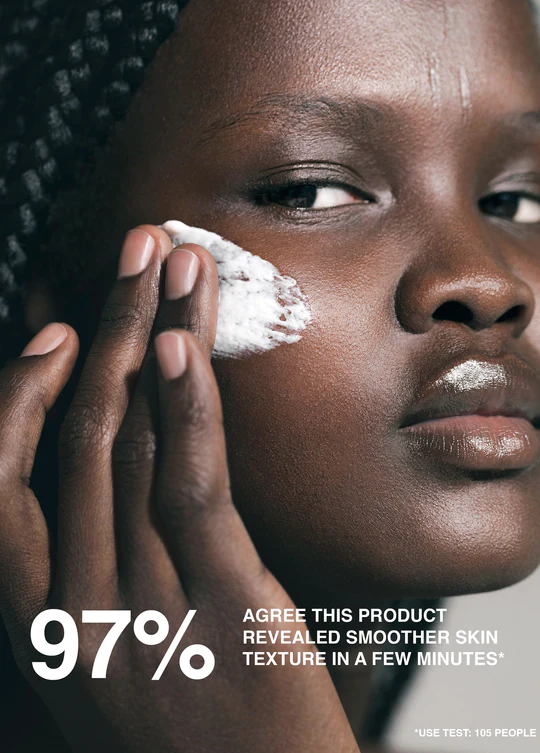 97%
AGREE THIS PRODUCT
REVEALED SMOOTHER SKIN
TEXTURE IN A FEW MINUTES*
*USE TEST: 105 PEOPLE